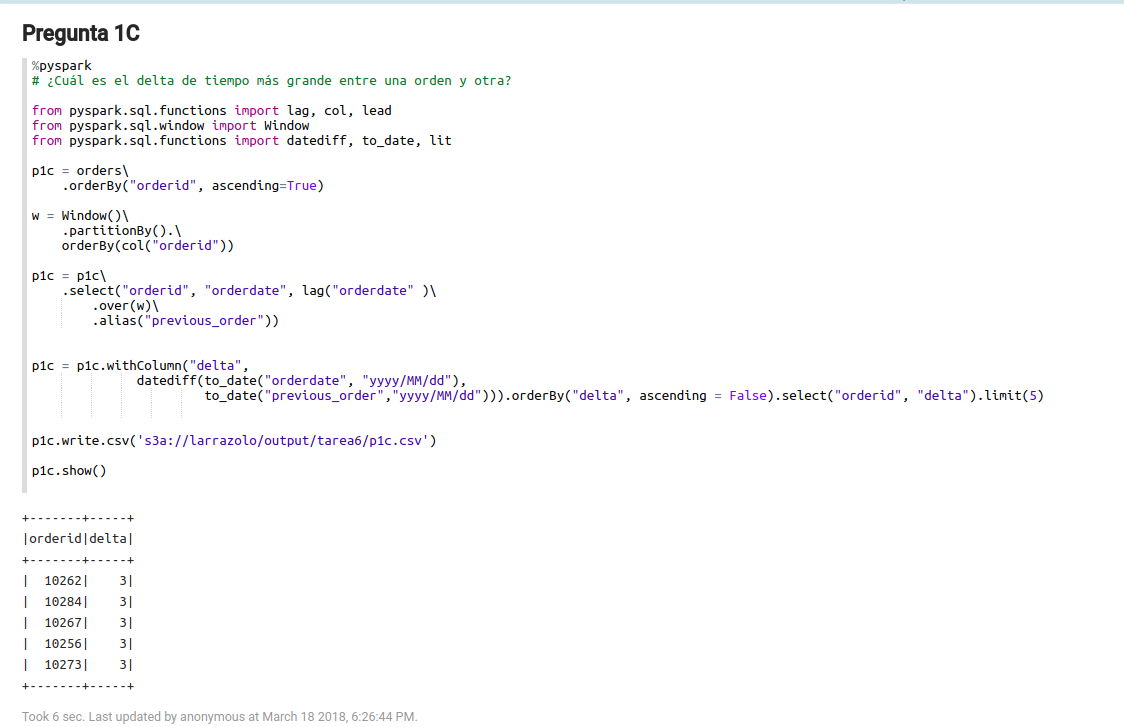 Pregunta 1C
%pyspark
# ¿Cuál es el delta de tiempo más grande entre una orden y otra?
from pyspark.sql.functions import lag, col, lead
from pyspark.sql.window import Window
from pyspark.sql.functions import datediff, to_date, lit
p1c = orders\
.orderBy("orderid", ascending=True)
w = Window()\
.partitionBy().\
orderBy(col("orderid"))
p1c = p1c\
.select("orderid", "orderdate", lag("orderdate" )\
.over(w)\
.alias("previous_order"))
p1c = p1c.withColumn("delta",
datediff(to_date("orderdate", "yyyy/MM/dd"),
to_date("previous_order","yyyy/MM/dd"))).orderBy("delta", ascending = False).select("orderid", "delta").limit(5)
p1c.write.csv('s3a://larrazolo/output/tarea6/p1c.csv')
p1c.show()
+-------+-----+
|orderid|delta|
+-------+-----+
|  10262|    3|
|  10284|    3|
|  10267|    3|
|  10256|    3|
|  10273|    3|
+-------+-----+
Took 6 sec. Last updated by anonymous at March 18 2018, 6:26:44 PM.